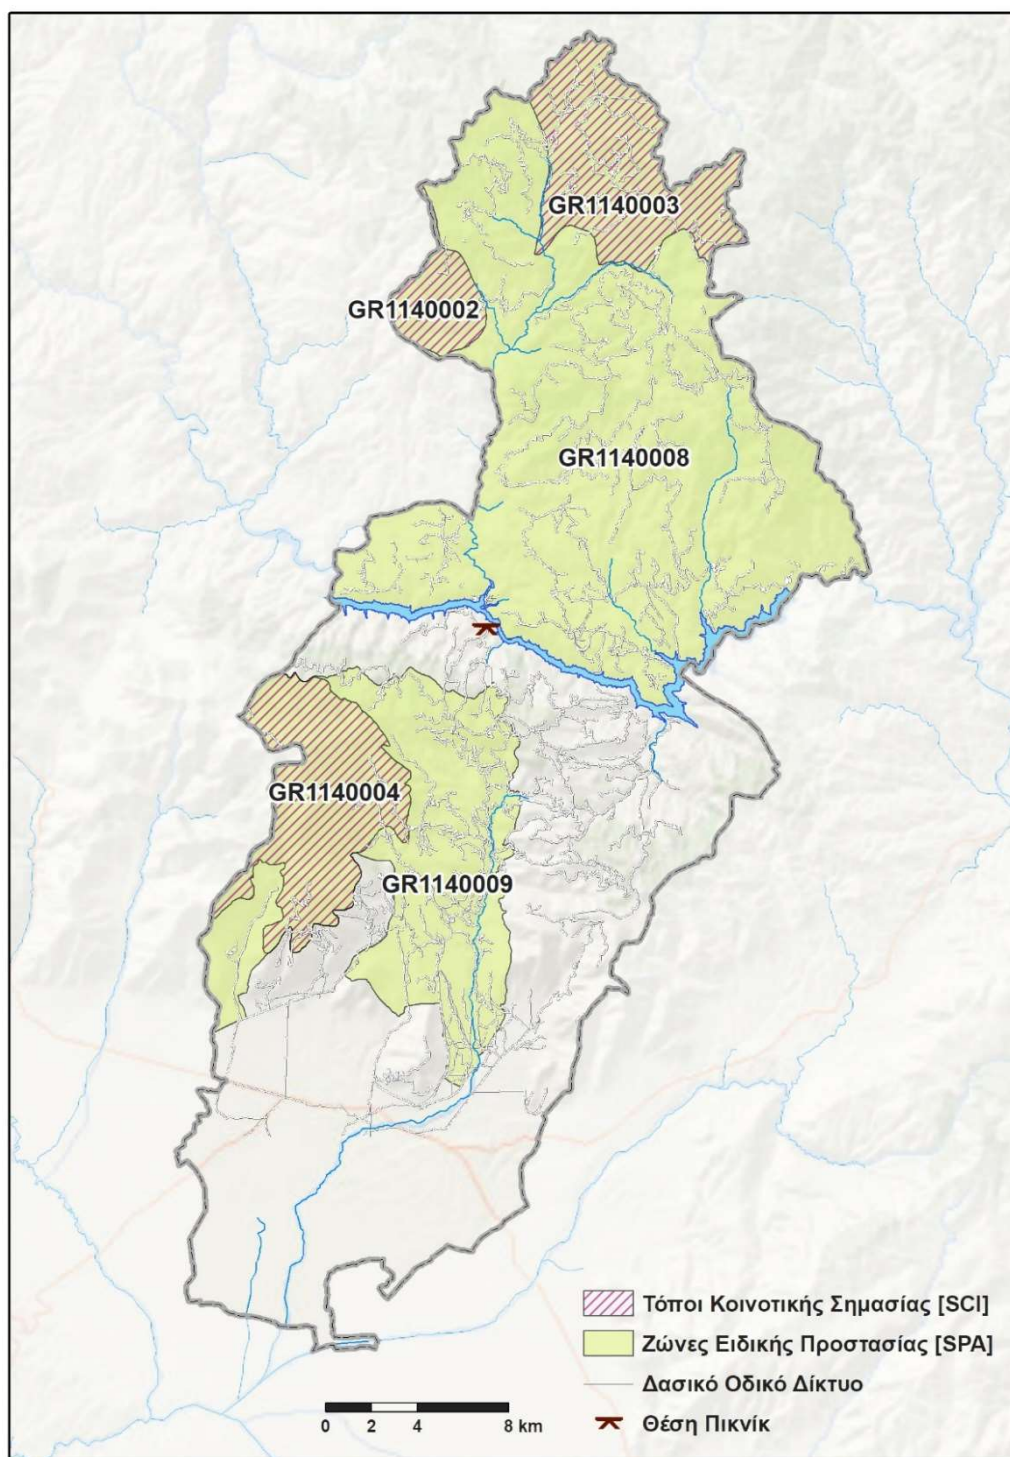 GR1140003
GR1140002
GR1140008
GR1140004
GR1140009
Τόποι Κοινοτικής Σημασίας [SCI]
Ζώνες Ειδικής Προστασίας [SPA]
Δασικό Οδικό Δίκτυο
Θέση Πικνίκ
0 2 4 8 km